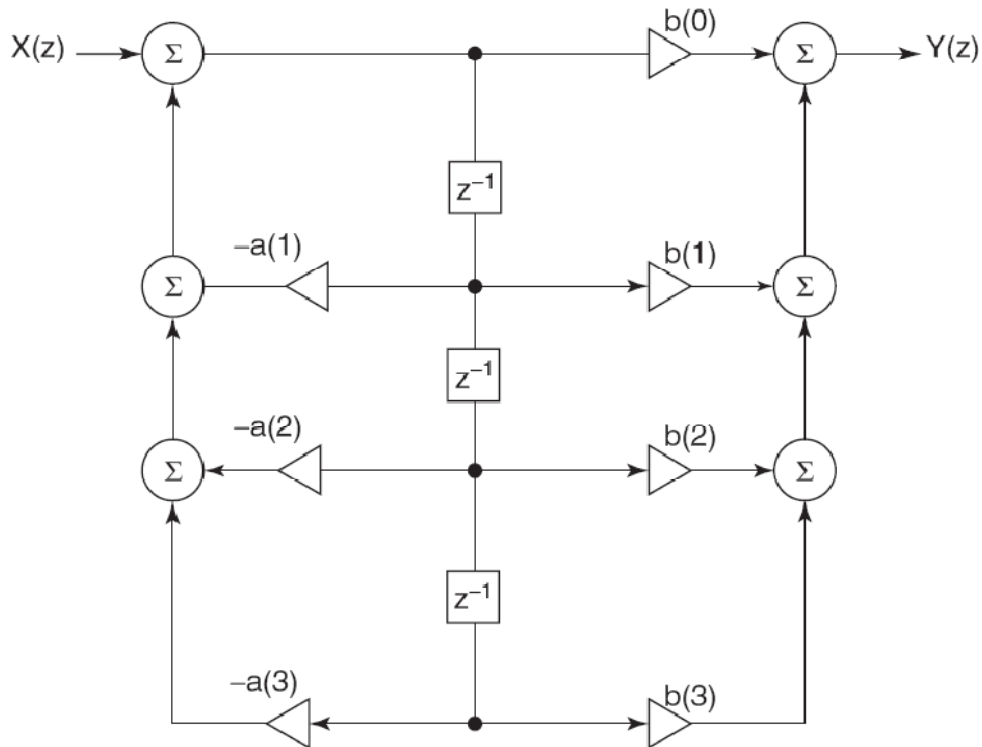 b(0)
X(z) Σ Σ Y(z)
z⁻¹
–a(1) b(1)
Σ Σ
z⁻¹
–a(2) b(2)
Σ Σ
z⁻¹
–a(3) b(3)